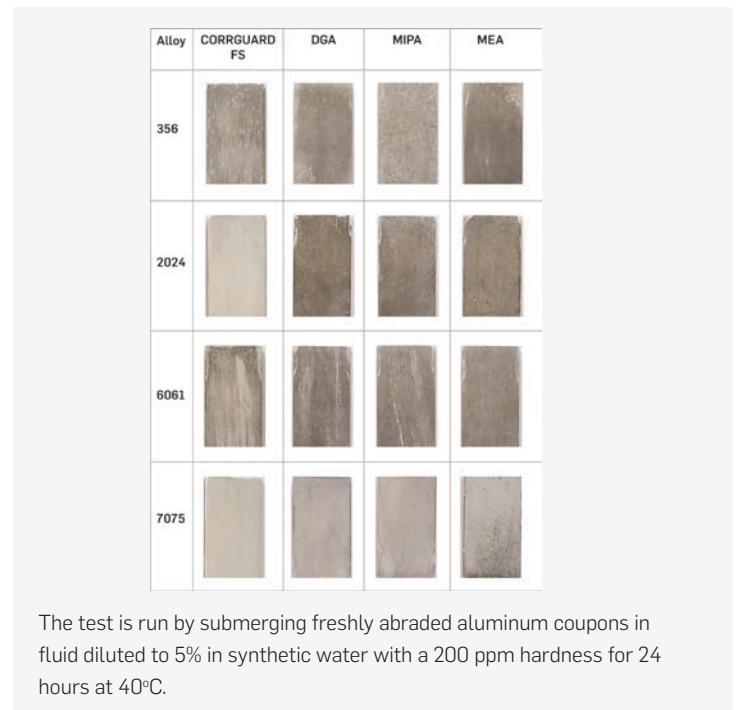 Alloy CORRGUARD FS DGA MIPA MEA
356
2024
6061
7075
The test is run by submerging freshly abraded aluminum coupons in
fluid diluted to 5% in synthetic water with a 200 ppm hardness for 24
hours at 40ºC.